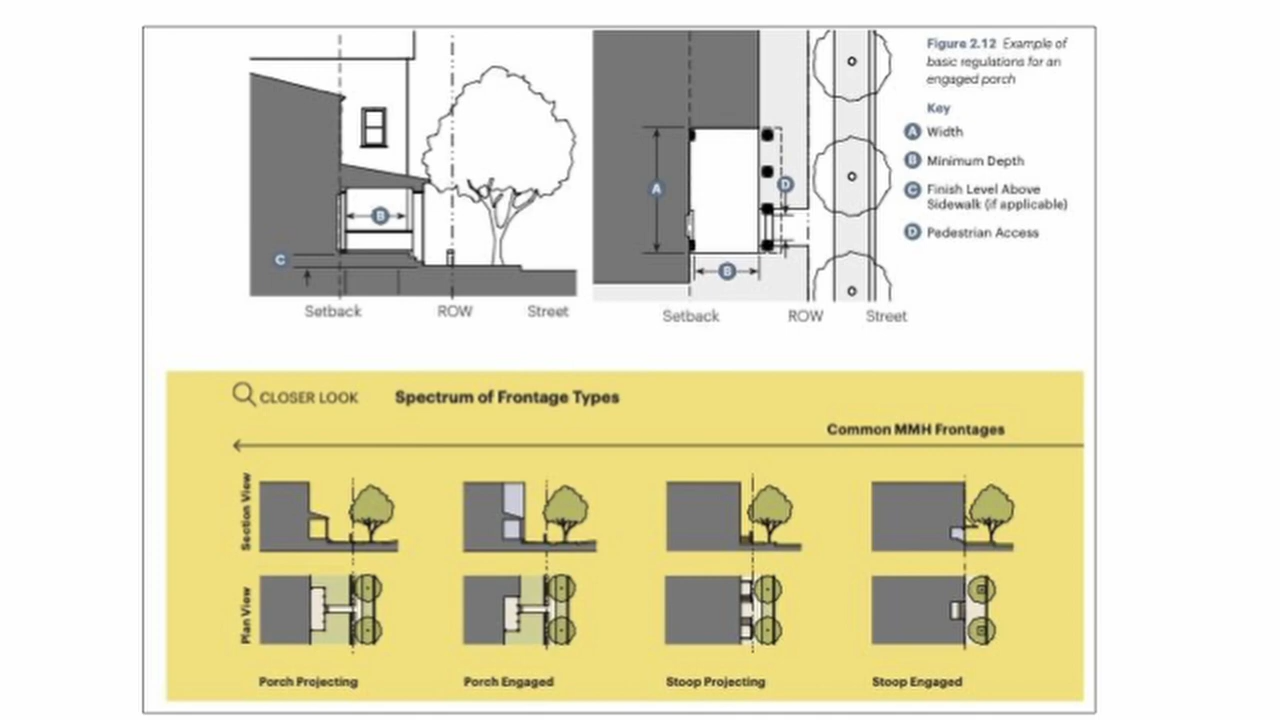 Figure 2.12 Example of
basic regulations for an
engaged porch
Key
A Width
B Minimum Depth
C Finish Level Above
Sidewalk (if applicable)
D Pedestrian Access
B
C
Setback
ROW
Street
A
D
B
Setback
ROW
Street
CLOSER LOOK
Spectrum of Frontage Types
Common MMH Frontages
Section View
Plan View
Porch Projecting
Porch Engaged
Stoop Projecting
Stoop Engaged